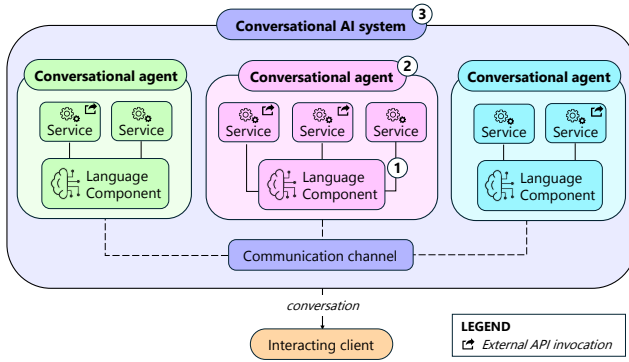 Conversational AI system
3
Conversational agent
Service
Service
Language
Component
Conversational agent
2
Service
Service
Service
1
Language
Component
Conversational agent
Service
Service
Language
Component
Communication channel
conversation
Interacting client
LEGEND
External API invocation